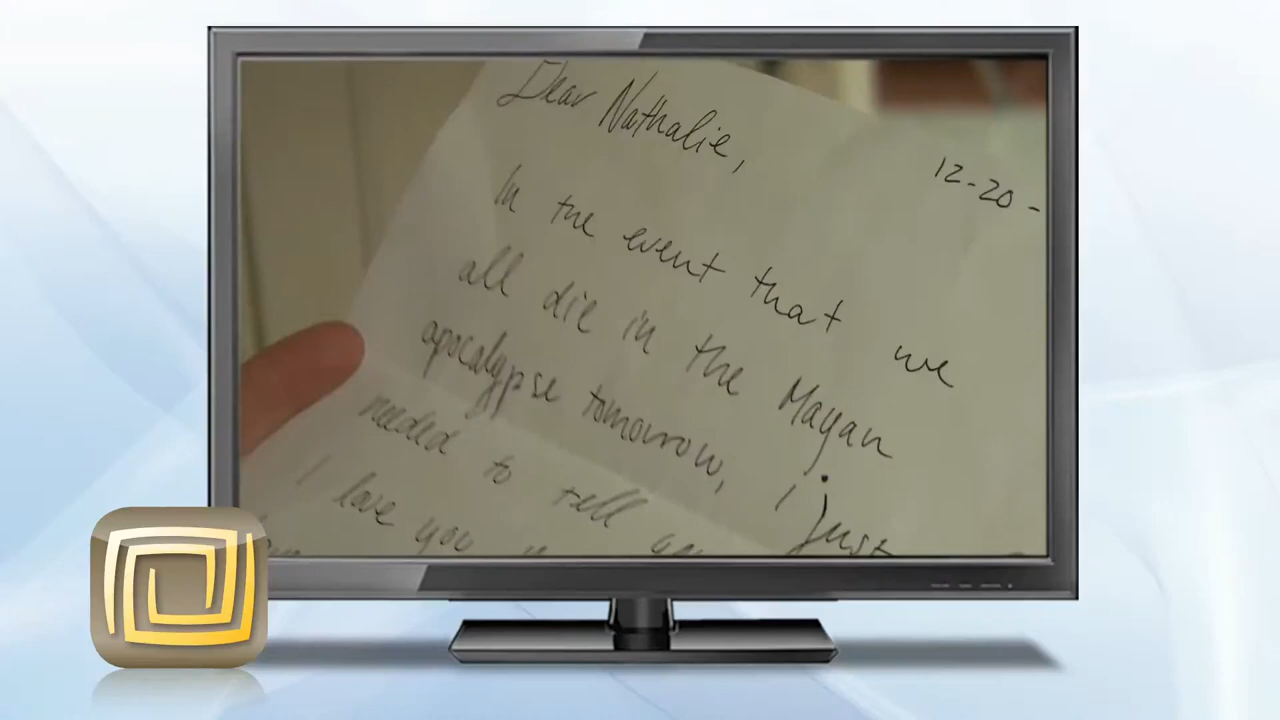 Dear Nathalie,
12-20-
In the event that we
all die in the Mayan
apocalypse tomorrow, I just
needed to tell you
I love you